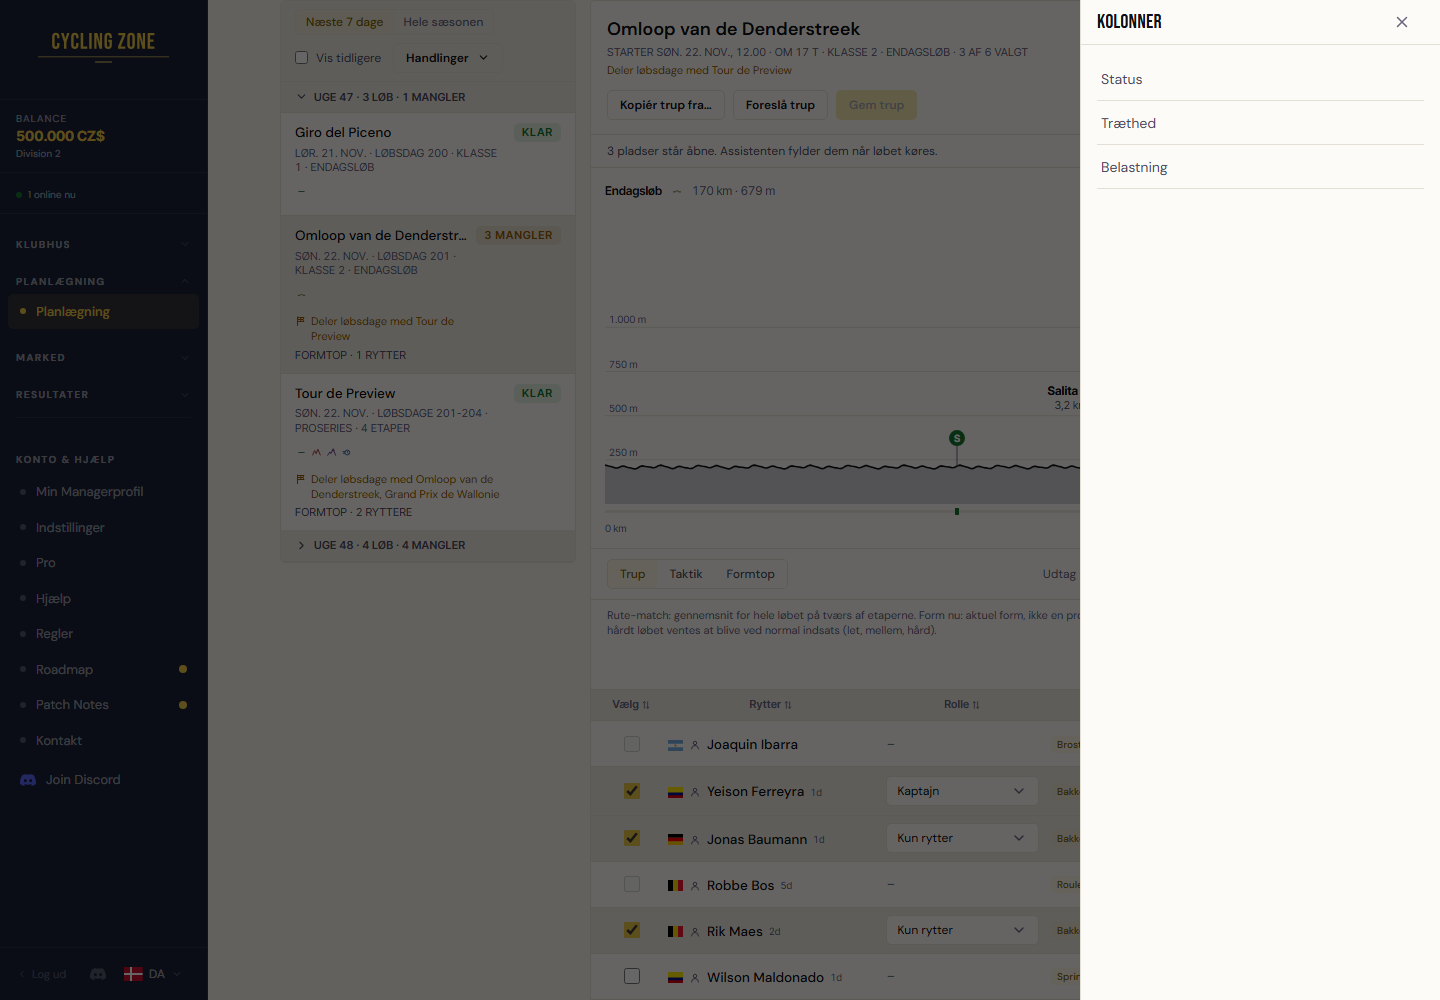 CYCLING ZONE
BALANCE
500.000 CZ$
Division 2
1 online nu
KLUBHUS
PLANLÆGNING
Planlægning
MARKED
RESULTATER
KONTO & HJÆLP
Min Managerprofil
Indstillinger
Pro
Hjælp
Regler
Roadmap
Patch Notes
Kontakt
Join Discord
Log ud
DA
Næste 7 dage
Hele sæsonen
Vis tidligere
Handlinger
UGE 47 · 3 LØB · 1 MANGLER
Giro del Piceno
KLAR
LØR. 21. NOV. · LØBSDAG 200 · KLASSE
1 · ENDAGSLØB
Omloop van de Denderstr...
3 MANGLER
SØN. 22. NOV. · LØBSDAG 201 ·
KLASSE 2 · ENDAGSLØB
Deler løbsdage med Tour de
Preview
FORMTOP · 1 RYTTER
Tour de Preview
KLAR
SØN. 22. NOV. · LØBSDAGE 201-204 ·
PROSERIES · 4 ETAPER
Deler løbsdage med Omloop van de
Denderstreek, Grand Prix de Wallonie
FORMTOP · 2 RYTTERE
UGE 48 · 4 LØB · 4 MANGLER
Omloop van de Denderstreek
STARTER SØN. 22. NOV., 12.00 · OM 17 T · KLASSE 2 · ENDAGSLØB · 3 AF 6 VALGT
Deler løbsdage med Tour de Preview
Kopiér trup fra...
Foreslå trup
Gem trup
3 pladser står åbne. Assistenten fylder dem når løbet køres.
Endagsløb 170 km · 679 m
1.000 m
750 m
500 m
250 m
Salita
3,2 k
S
0 km
Trup
Taktik
Formtop
Udtag
Rute-match: gennemsnit for hele løbet på tværs af etaperne. Form nu: aktuel form, ikke en pro
hårdt løbet ventes at blive ved normal indsats (let, mellem, hård).
Vælg
Rytter
Rolle
Joaquin Ibarra
–
Brost
Yeison Ferreyra 1d
Kaptajn
Bakk
Jonas Baumann 1d
Kun rytter
Bakk
Robbe Bos 5d
–
Roule
Rik Maes 2d
Kun rytter
Bakk
Wilson Maldonado 1d
–
Sprin
KOLONNER
Status
Træthed
Belastning